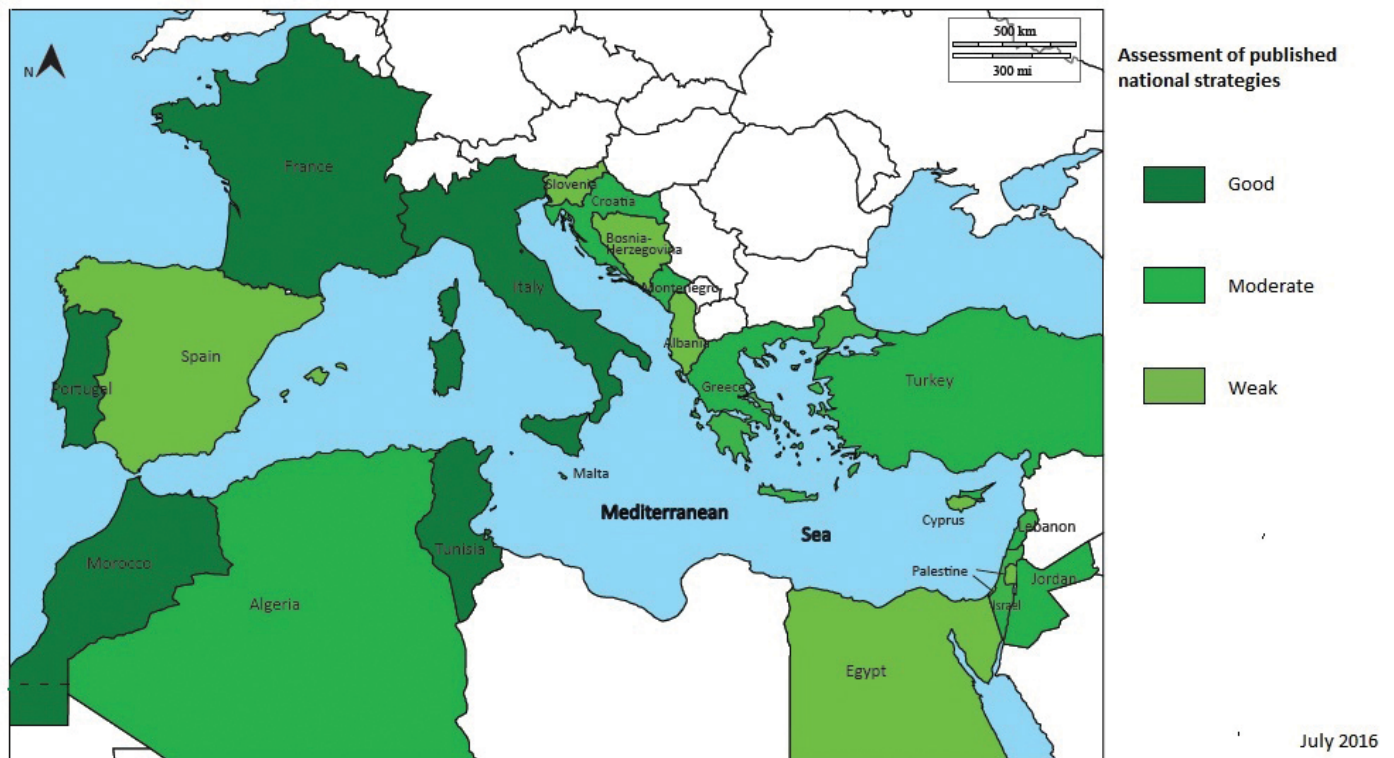 N
500 km
300 mi
Assessment of published
national strategies
Good
Moderate
Weak
France
Slovenia
Croatia
Bosnia-
Herzegovina
Montenegro
Italy
Albania
Spain
Portugal
Greece
Turkey
Malta
Mediterranean
Sea
Cyprus
Lebanon
Palestine
Jordan
Israel
Morocco
Tunisia
Algeria
Egypt
July 2016